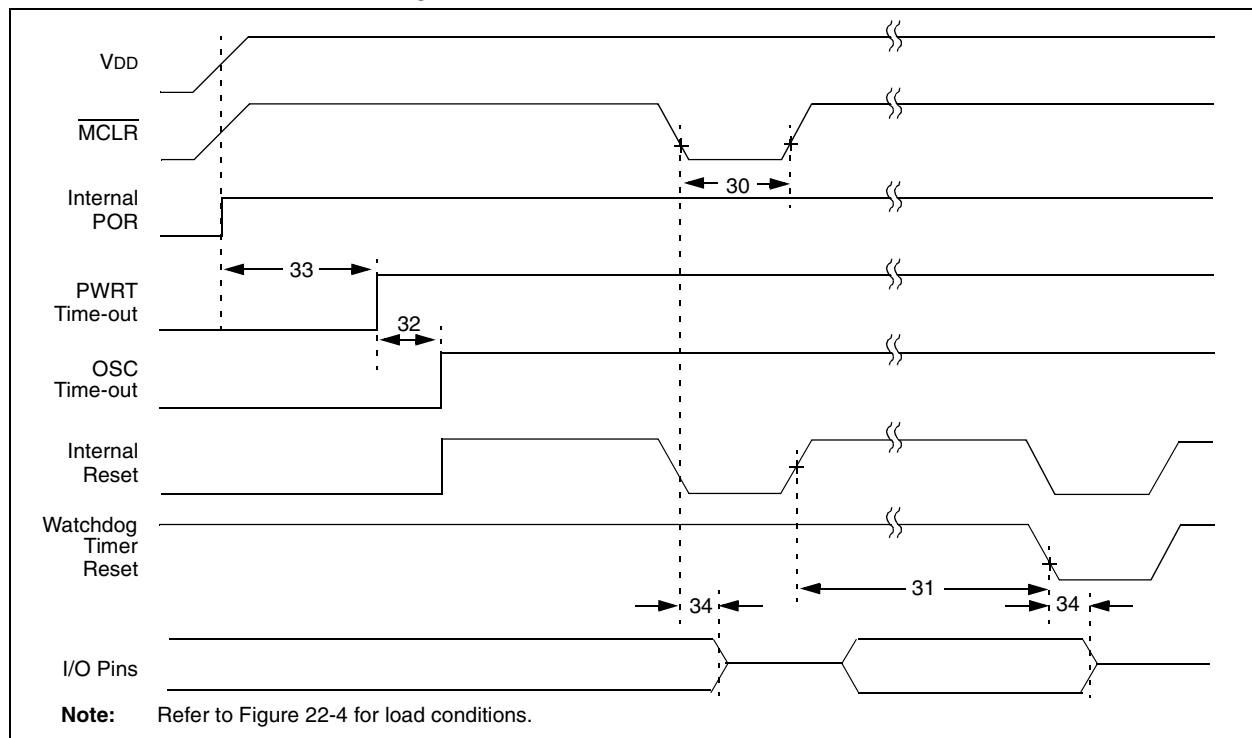 VDD
MCLR
Internal
POR
30
33
PWRT
Time-out
32
OSC
Time-out
Internal
Reset
Watchdog
Timer
Reset
31
34
34
I/O Pins
Note: Refer to Figure 22-4 for load conditions.